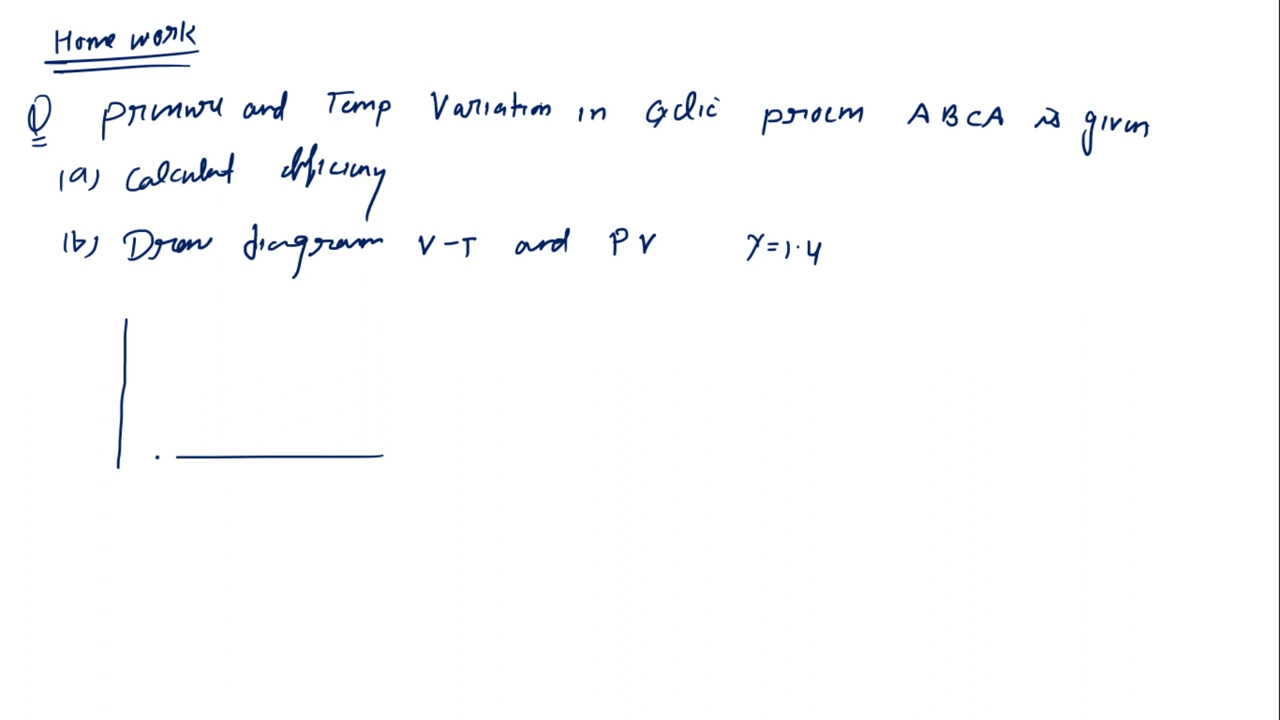 Home work
Q Pressure and Temp Variation in Cyclic process ABCA is given
(a) Calculate efficiency
(b) Draw diagram V-T and PV γ=1.4